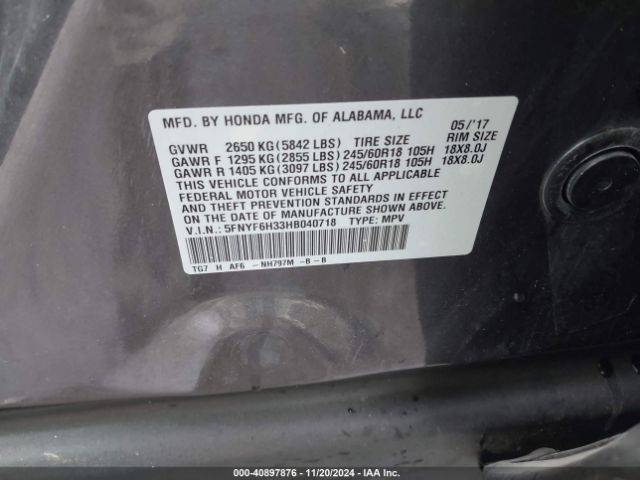 MFD. BY HONDA MFG. OF ALABAMA, LLC 05/'17
GVWR 2650 KG (5842 LBS) TIRE SIZE RIM SIZE
GAWR F 1295 KG (2855 LBS) 245/60R18 105H 18X8.0J
GAWR R 1405 KG (3097 LBS) 245/60R18 105H 18X8.0J
THIS VEHICLE CONFORMS TO ALL APPLICABLE
FEDERAL MOTOR VEHICLE SAFETY
AND THEFT PREVENTION STANDARDS IN EFFECT
ON THE DATE OF MANUFACTURE SHOWN ABOVE.
V.I.N.: 5FNYF6H33HB040718 TYPE: MPV
TG7 H AF6 -NH797M -B -B
000-40897876 | 11/20/2024 | IAA Inc.